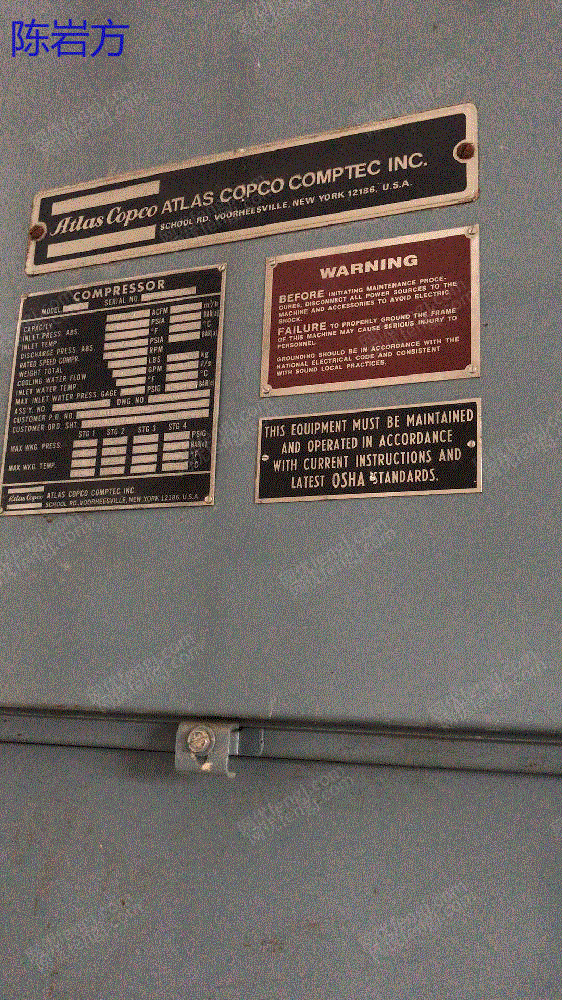 陈岩方
Atlas Copco ATLAS COPCO COMPTEC INC.
SCHOOL RD. VOORHEESVILLE, NEW YORK 12186, U.S.A.
COMPRESSOR
MODEL SERIAL NO.
CAPACITY ACFM
INLET PRESS. ABS. PSIA
INLET TEMP. °F °C
DISCHARGE PRESS. ABS. PSIA
RATED SPEED COMPR. RPM
WEIGHT TOTAL LBS kg
COOLING WATER FLOW GPM
INLET WATER TEMP. °F °C
MAX INLET WATER PRESS GAGE PSIG
ASS'Y. NO. DWG NO.
CUSTOMER P.O. NO.
CUSTOMER ORD. SHT.
STG 1 STG 2 STG 3 STG 4
MAX WKG. PRESS. PSIG
MAX WKG. TEMP.
Atlas Copco ATLAS COPCO COMPTEC INC.
SCHOOL RD. VOORHEESVILLE, NEW YORK 12186, U.S.A.
WARNING
BEFORE INITIATING MAINTENANCE PROCE-
DURES, DISCONNECT ALL POWER SOURCES TO THE
MACHINE AND ACCESSORIES TO AVOID ELECTRIC
SHOCK.
FAILURE TO PROPERLY GROUND THE FRAME
OF THIS MACHINE MAY CAUSE SERIOUS INJURY TO
PERSONNEL.
GROUNDING SHOULD BE IN ACCORDANCE WITH THE
NATIONAL ELECTRICAL CODE AND CONSISTENT
WITH SOUND LOCAL PRACTICES.
THIS EQUIPMENT MUST BE MAINTAINED
AND OPERATED IN ACCORDANCE
WITH CURRENT INSTRUCTIONS AND
LATEST OSHA STANDARDS.